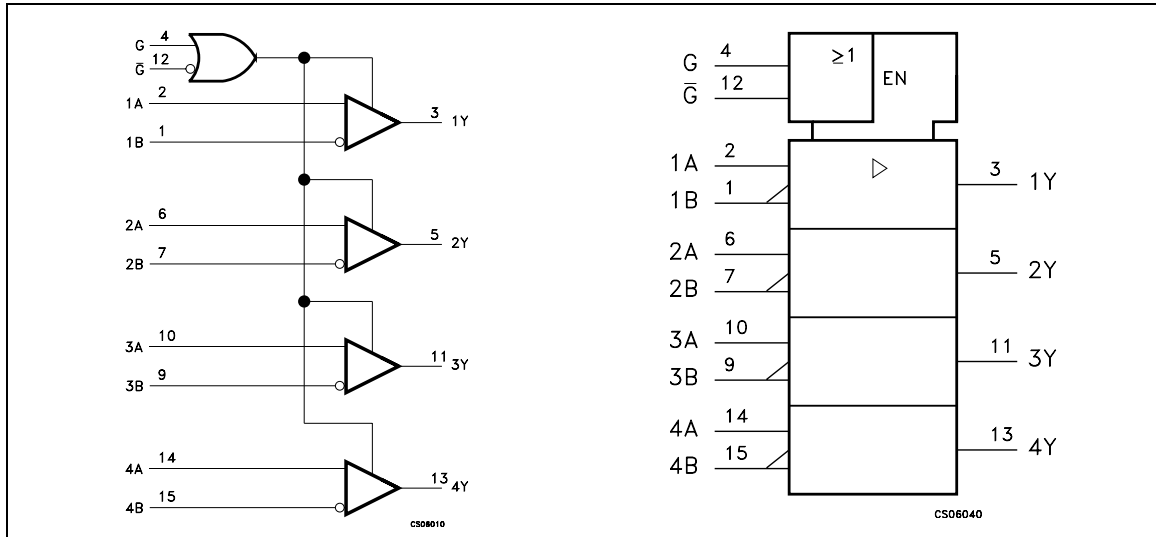 G 4
G̅ 12
1A 2
1B 1
3 1Y
2A 6
2B 7
5 2Y
3A 10
3B 9
11 3Y
4A 14
4B 15
13 4Y
CS06010
G 4
G̅ 12
≥1
EN
1A 2
1B 1
▷
3 1Y
2A 6
2B 7
5 2Y
3A 10
3B 9
11 3Y
4A 14
4B 15
13 4Y
CS06040